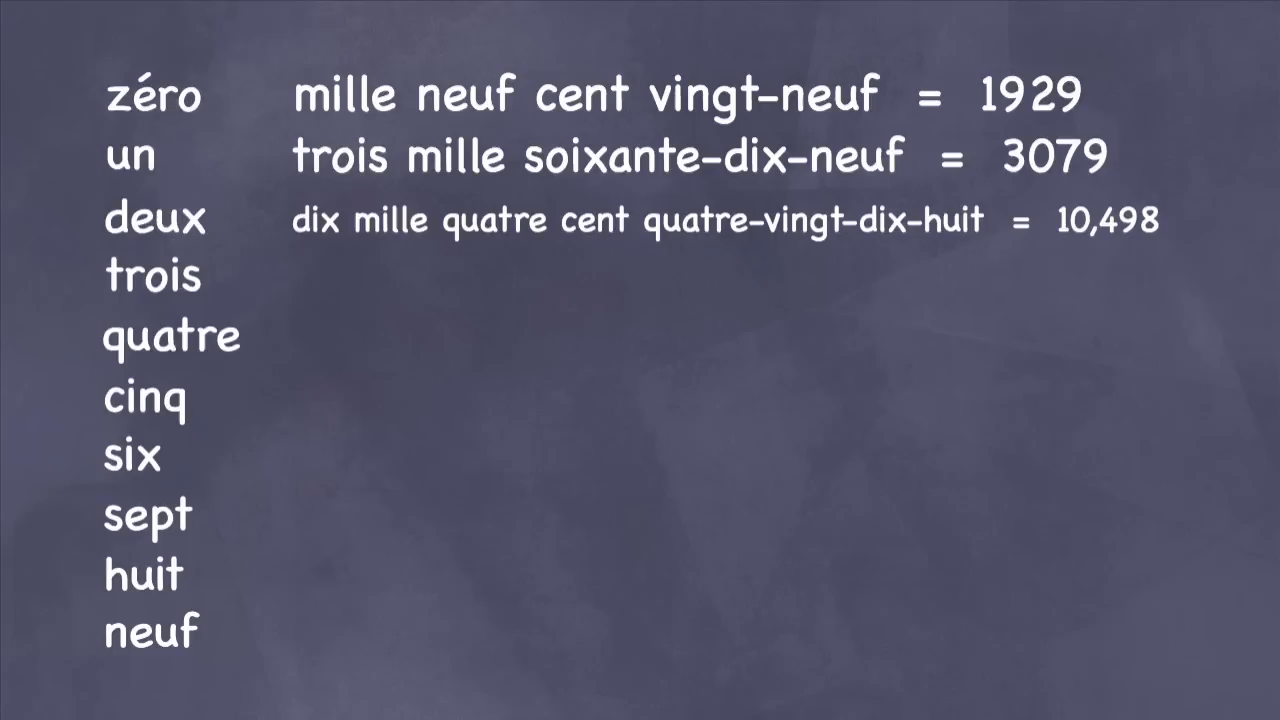 zéro mille neuf cent vingt-neuf = 1929
un trois mille soixante-dix-neuf = 3079
deux dix mille quatre cent quatre-vingt-dix-huit = 10,498
trois
quatre
cinq
six
sept
huit
neuf